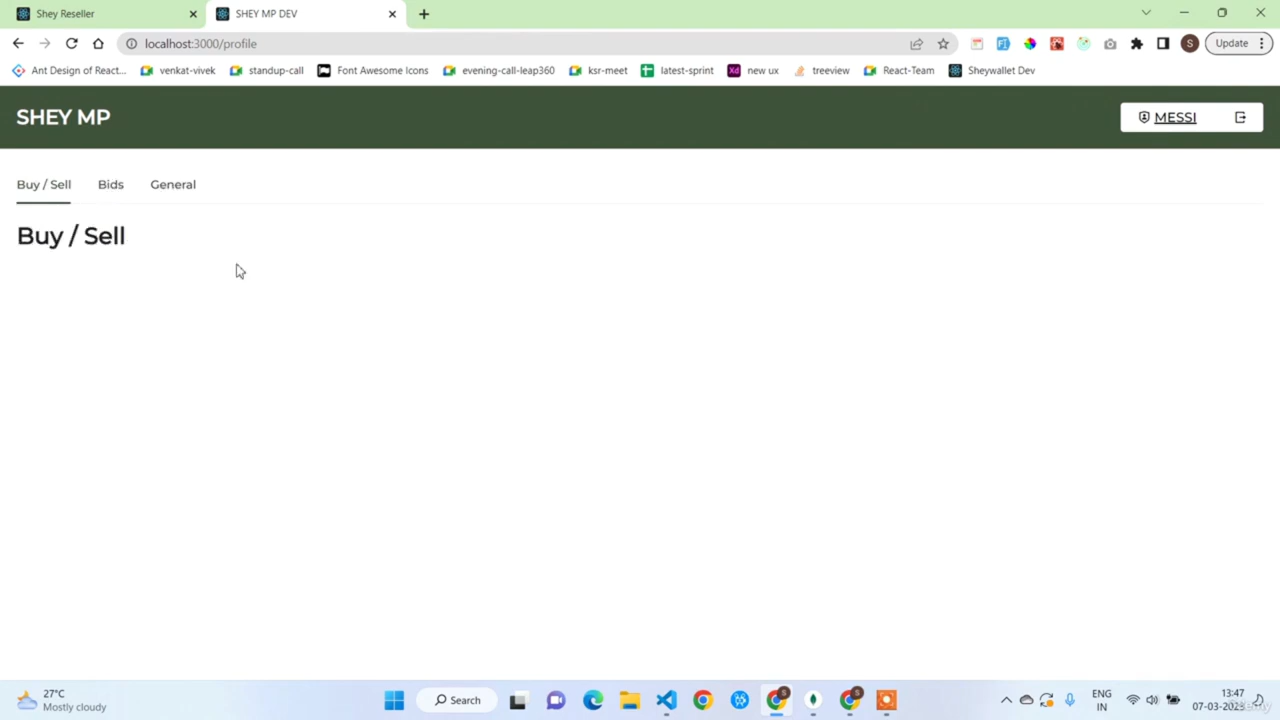 Shey Reseller
SHEY MP DEV
localhost:3000/profile
S
Update
Ant Design of React...
venkat-vivek
standup-call
Font Awesome Icons
evening-call-leap360
ksr-meet
latest-sprint
new ux
treeview
React-Team
Sheywallet Dev
SHEY MP
MESSI
Buy / Sell
Bids
General
Buy / Sell
27°C
Mostly cloudy
Search
ENG
IN
13:47
07-03-2023